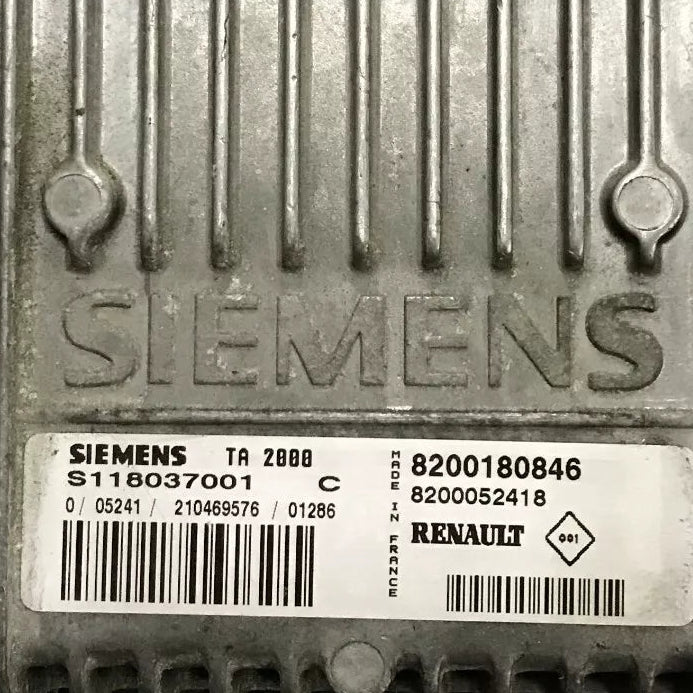 SIEMENS
SIEMENS TA 2000
S118037001 C
0/ 05241/ 210469576 /01286
MADE IN FRANCE
8200180846
8200052418
RENAULT 001